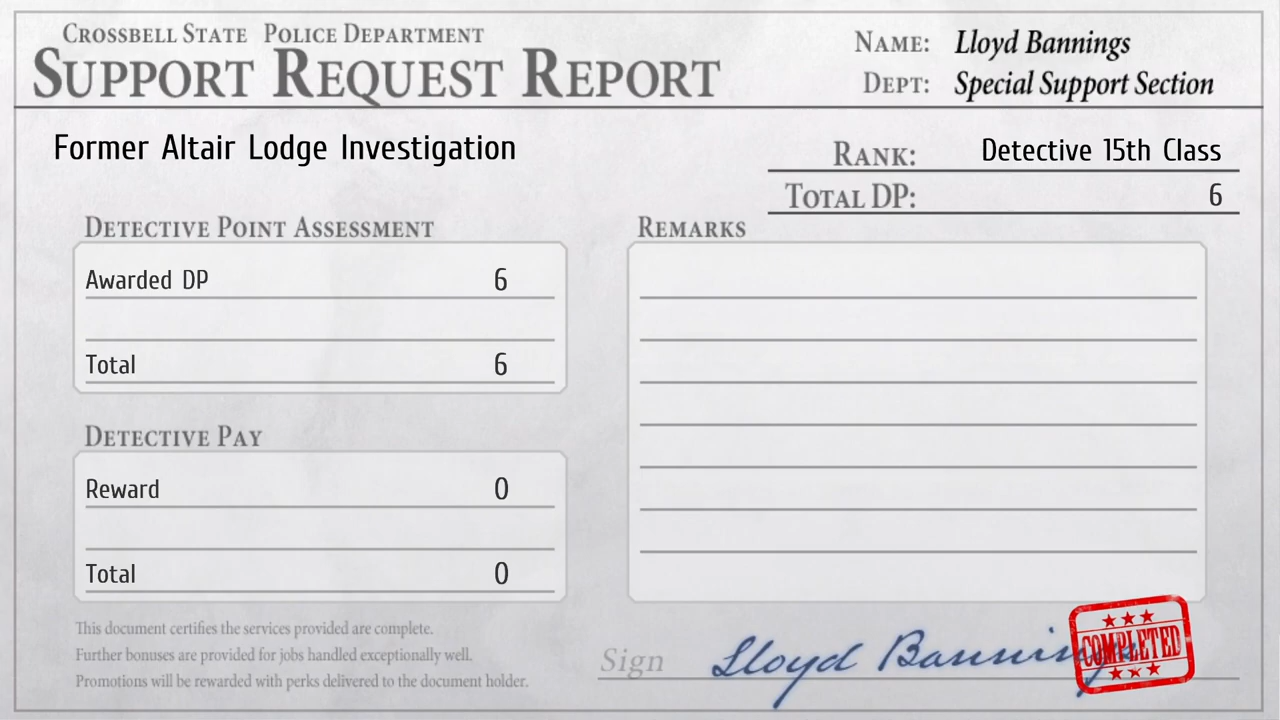 Crossbell State Police Department
Support Request Report
Name: Lloyd Bannings
Dept: Special Support Section
Former Altair Lodge Investigation
Rank: Detective 15th Class
Total DP: 6
Detective Point Assessment
Awarded DP 6
Total 6
Detective Pay
Reward 0
Total 0
Remarks
This document certifies the services provided are complete.
Further bonuses are provided for jobs handled exceptionally well.
Promotions will be rewarded with perks delivered to the document holder.
Sign Lloyd Bannings
COMPLETED